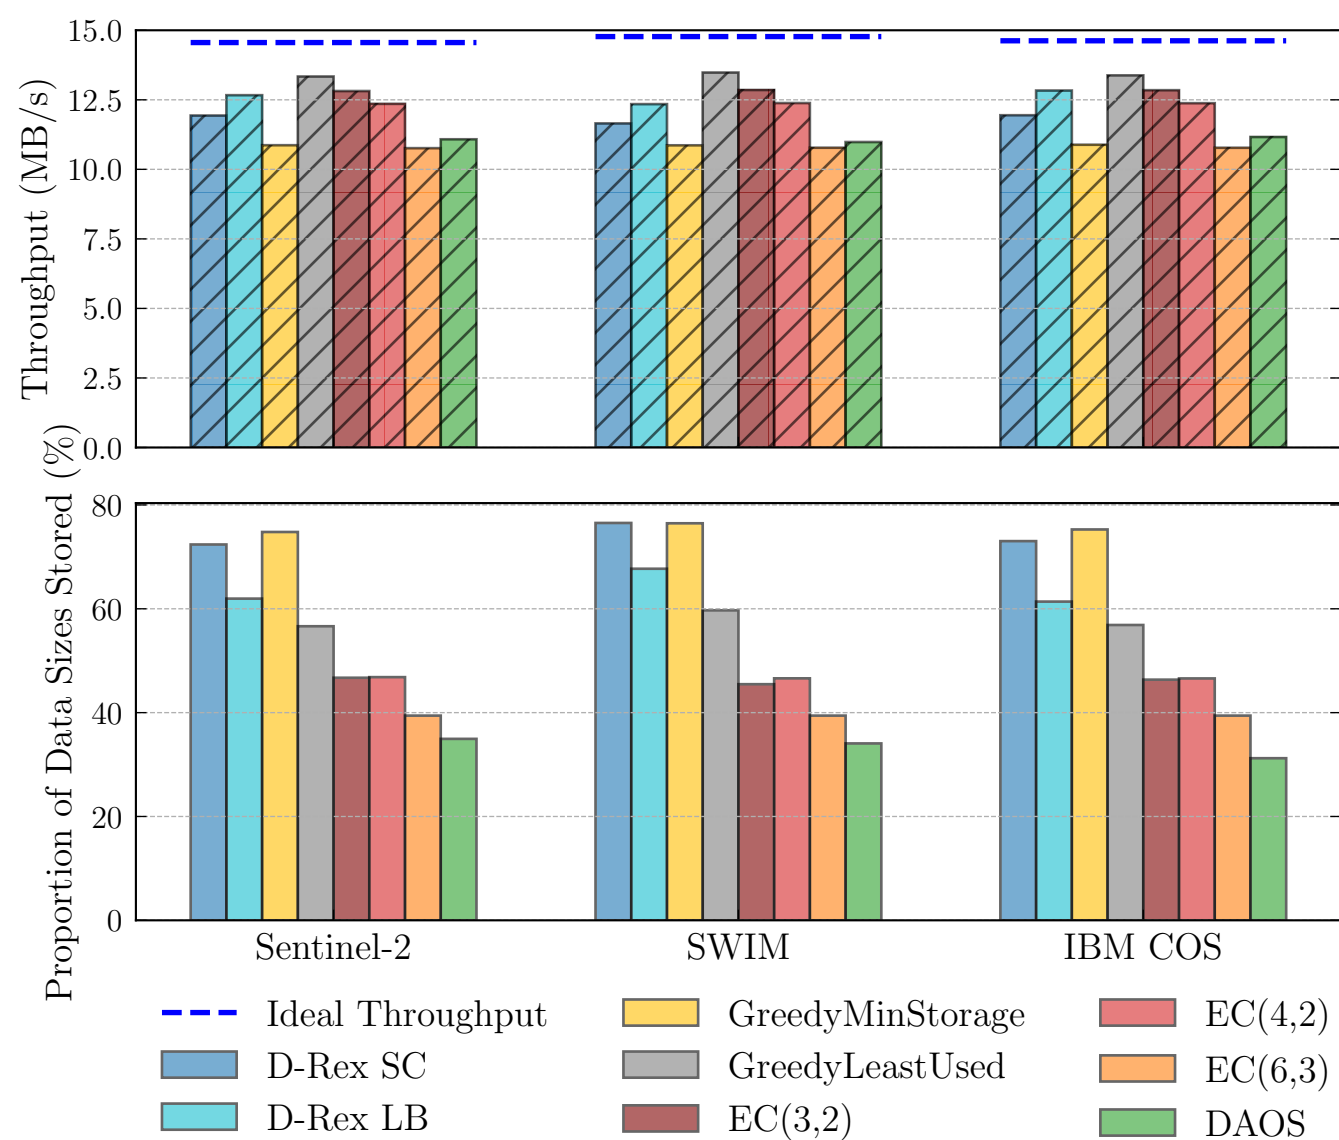 Throughput (MB/s)
15.0
12.5
10.0
7.5
5.0
2.5
0.0
Proportion of Data Sizes Stored (%)
80
60
40
20
0
Sentinel-2 SWIM IBM COS
Ideal Throughput
D-Rex SC
D-Rex LB
GreedyMinStorage
GreedyLeastUsed
EC(3,2)
EC(4,2)
EC(6,3)
DAOS